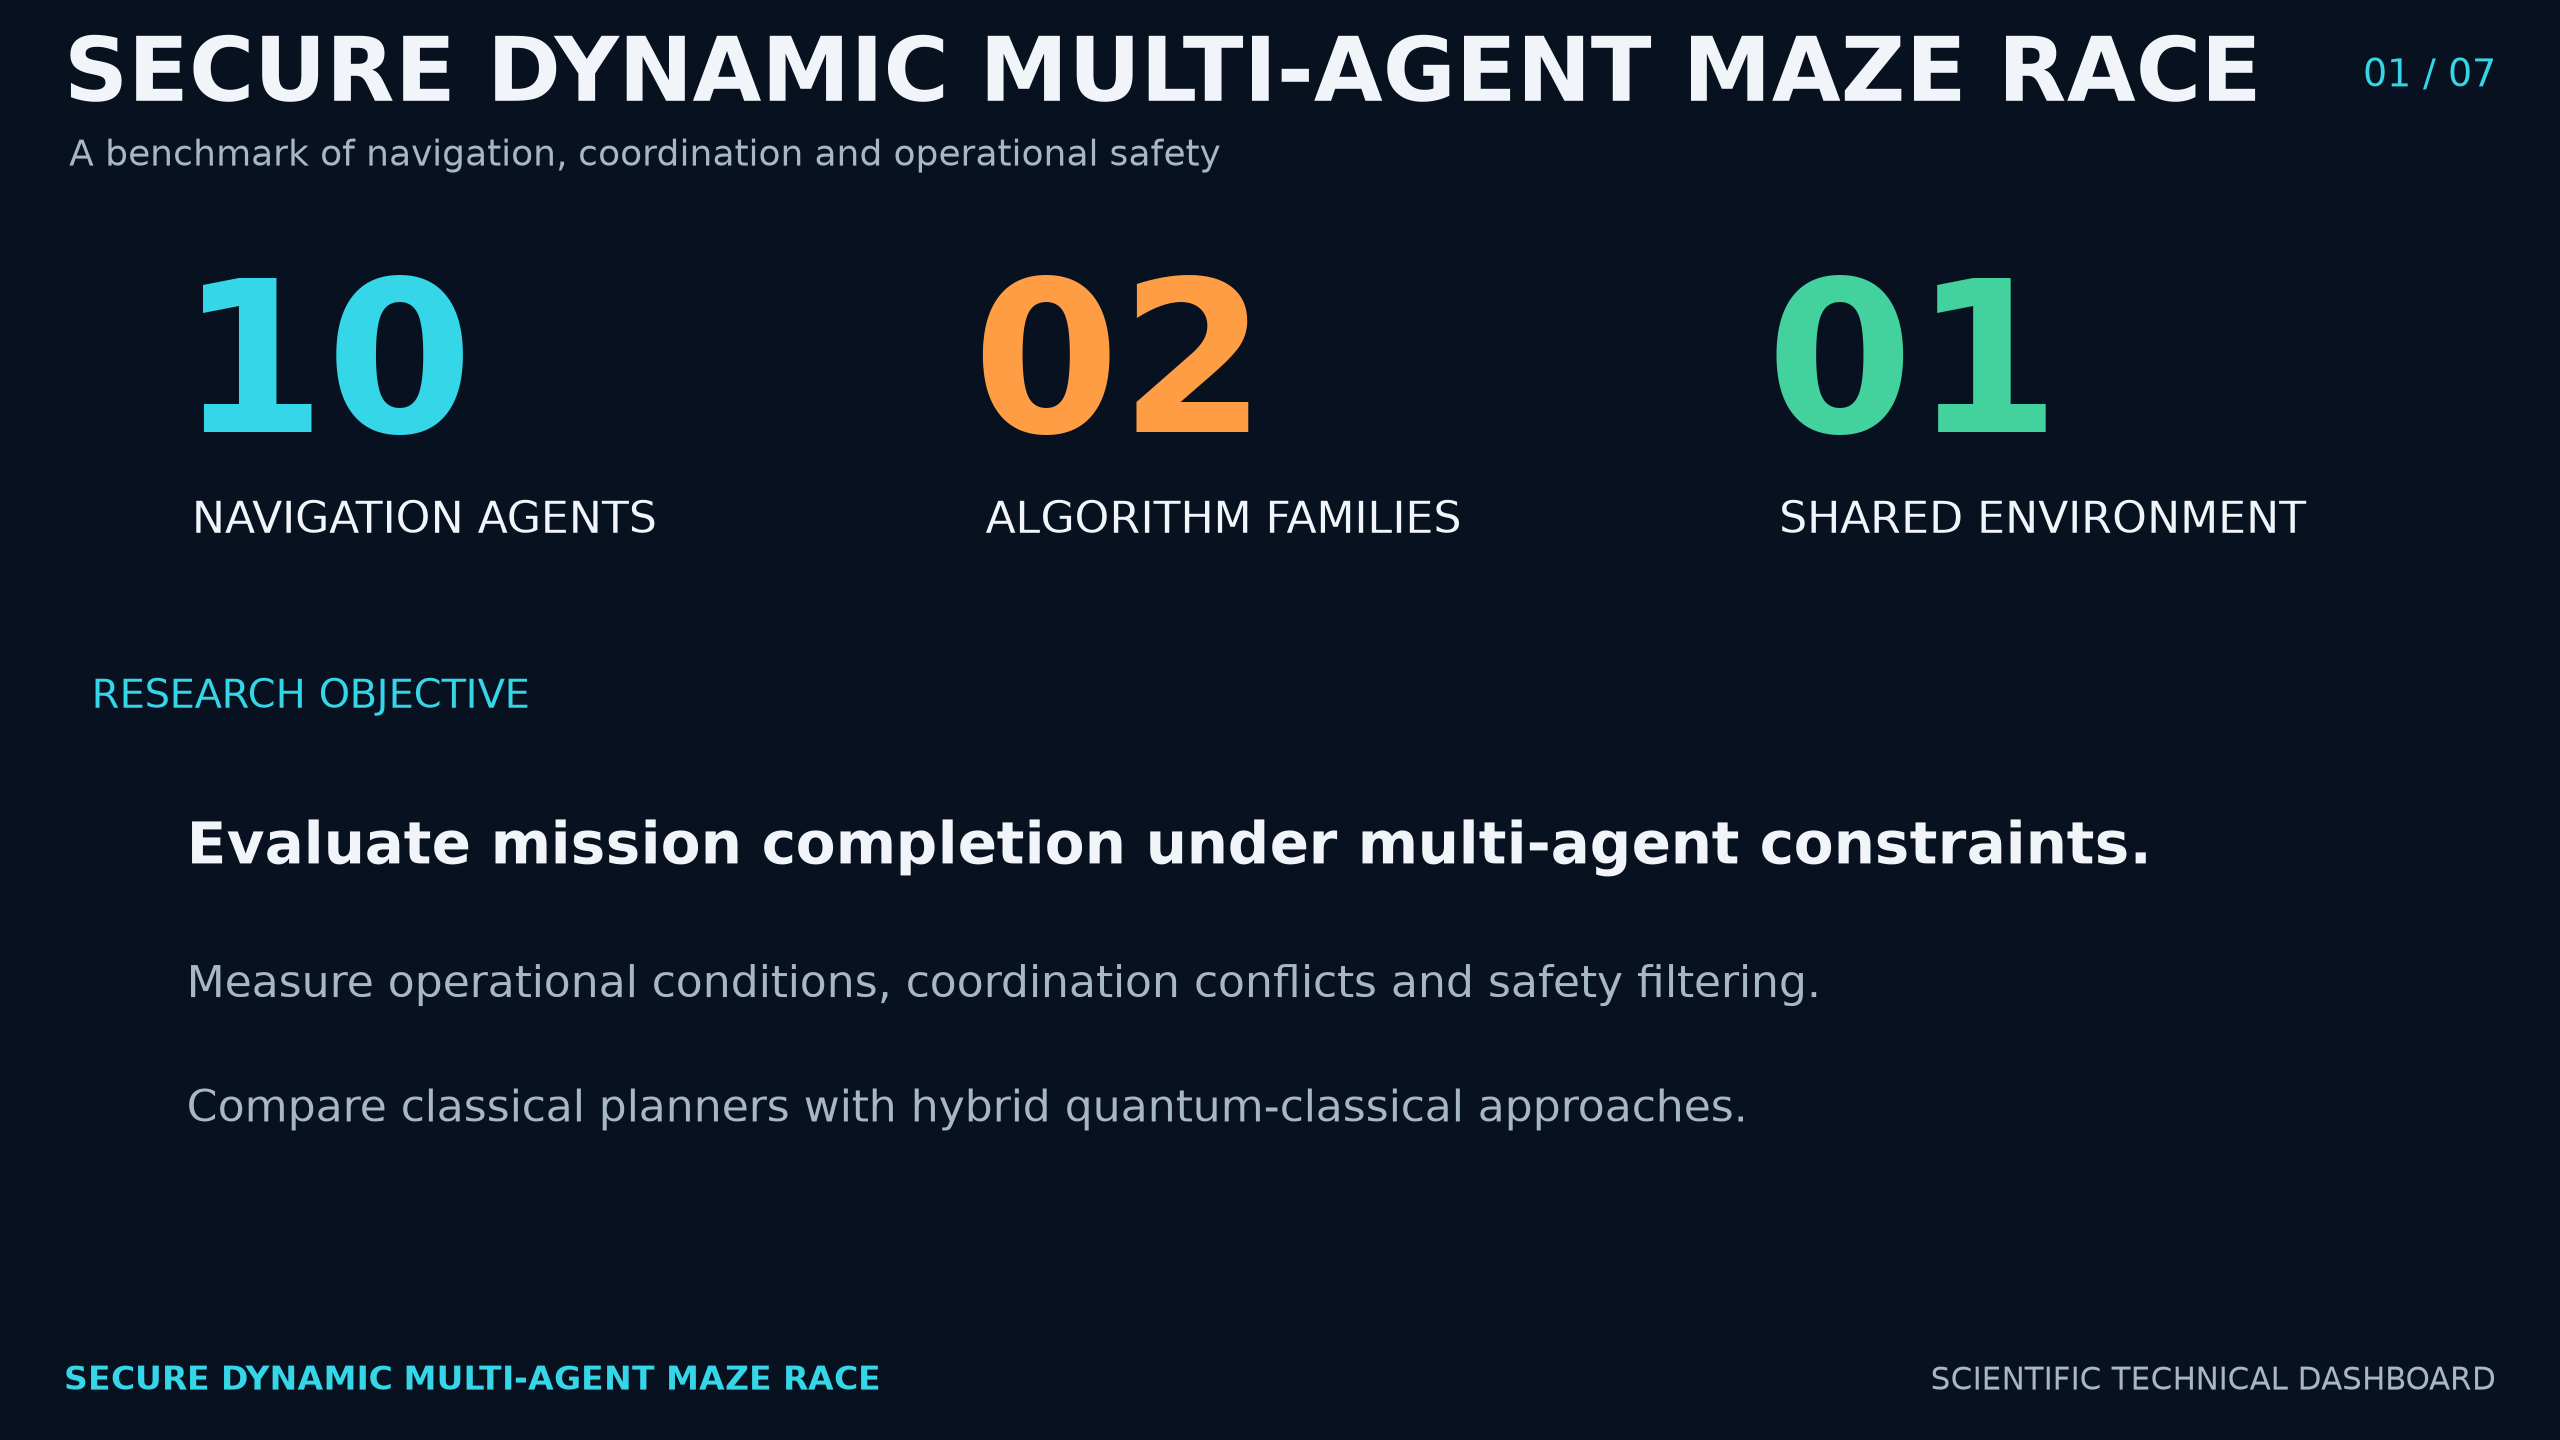 SECURE DYNAMIC MULTI-AGENT MAZE RACE
01 / 07
A benchmark of navigation, coordination and operational safety
10
02
01
NAVIGATION AGENTS
ALGORITHM FAMILIES
SHARED ENVIRONMENT
RESEARCH OBJECTIVE
Evaluate mission completion under multi-agent constraints.
Measure operational conditions, coordination conflicts and safety filtering.
Compare classical planners with hybrid quantum-classical approaches.
SECURE DYNAMIC MULTI-AGENT MAZE RACE
SCIENTIFIC TECHNICAL DASHBOARD